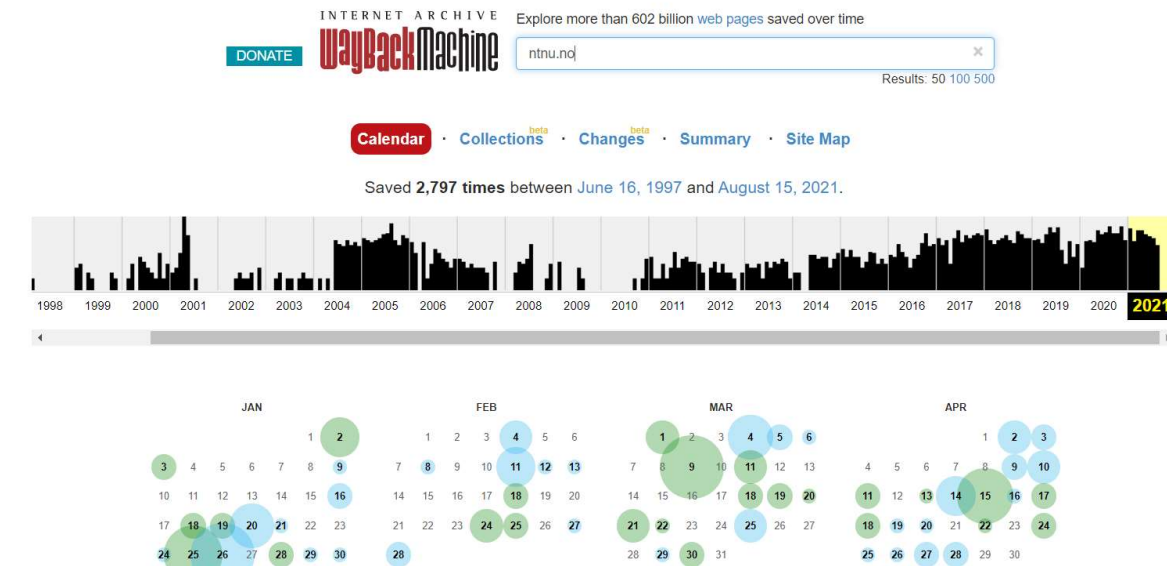 INTERNET ARCHIVE
Explore more than 602 billion web pages saved over time
DONATE
WayBackMachine
ntnu.no
×
Results: 50 100 500
Calendar · Collections beta · Changes beta · Summary · Site Map
Saved 2,797 times between June 16, 1997 and August 15, 2021.
1998 1999 2000 2001 2002 2003 2004 2005 2006 2007 2008 2009 2010 2011 2012 2013 2014 2015 2016 2017 2018 2019 2020 2021
JAN FEB MAR APR
1 2 1 2 3 4 5 6 1 2 3 4 5 6 1 2 3
3 4 5 6 7 8 9 7 8 9 10 11 12 13 7 8 9 10 11 12 13 4 5 6 7 8 9 10
10 11 12 13 14 15 16 14 15 16 17 18 19 20 14 15 16 17 18 19 20 11 12 13 14 15 16 17
17 18 19 20 21 22 23 21 22 23 24 25 26 27 21 22 23 24 25 26 27 18 19 20 21 22 23 24
24 25 26 27 28 29 30 28 28 29 30 31 25 26 27 28 29 30